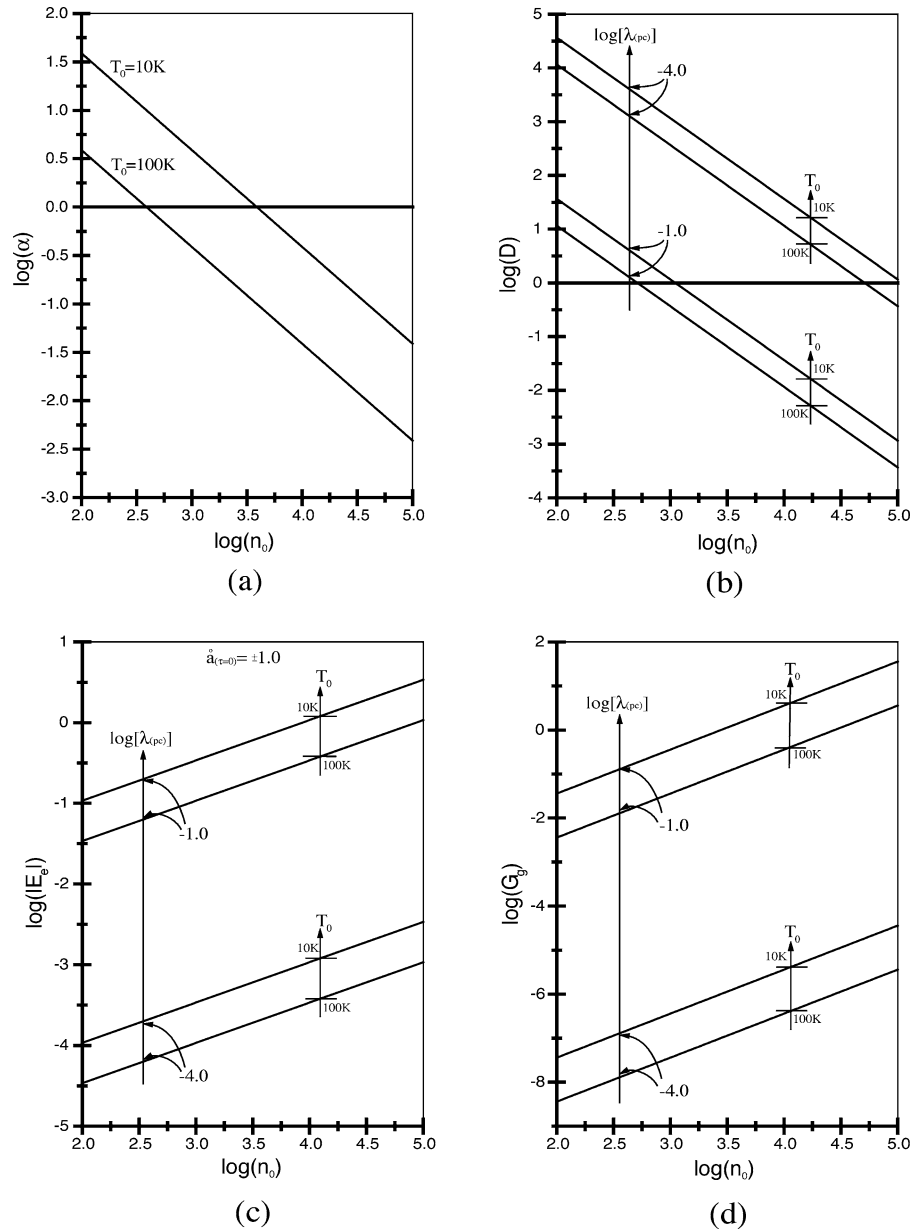 2.0
1.5
1.0
0.5
0.0
-0.5
-1.0
-1.5
-2.0
-2.5
-3.0
log(α)
T₀=10K
T₀=100K
2.0 2.5 3.0 3.5 4.0 4.5 5.0
log(n₀)
(a)
5
4
3
2
1
0
-1
-2
-3
-4
log(D)
log[λ(pc)]
-4.0
-1.0
T₀
10K
100K
T₀
10K
100K
2.0 2.5 3.0 3.5 4.0 4.5 5.0
log(n₀)
(b)
1
0
-1
-2
-3
-4
-5
log(|Eₑ|)
å(τ=0)= ±1.0
T₀
10K
100K
log[λ(pc)]
-1.0
T₀
10K
100K
-4.0
2.0 2.5 3.0 3.5 4.0 4.5 5.0
log(n₀)
(c)
2
0
-2
-4
-6
-8
log(G_g)
T₀
10K
100K
log[λ(pc)]
-1.0
T₀
10K
100K
-4.0
2.0 2.5 3.0 3.5 4.0 4.5 5.0
log(n₀)
(d)